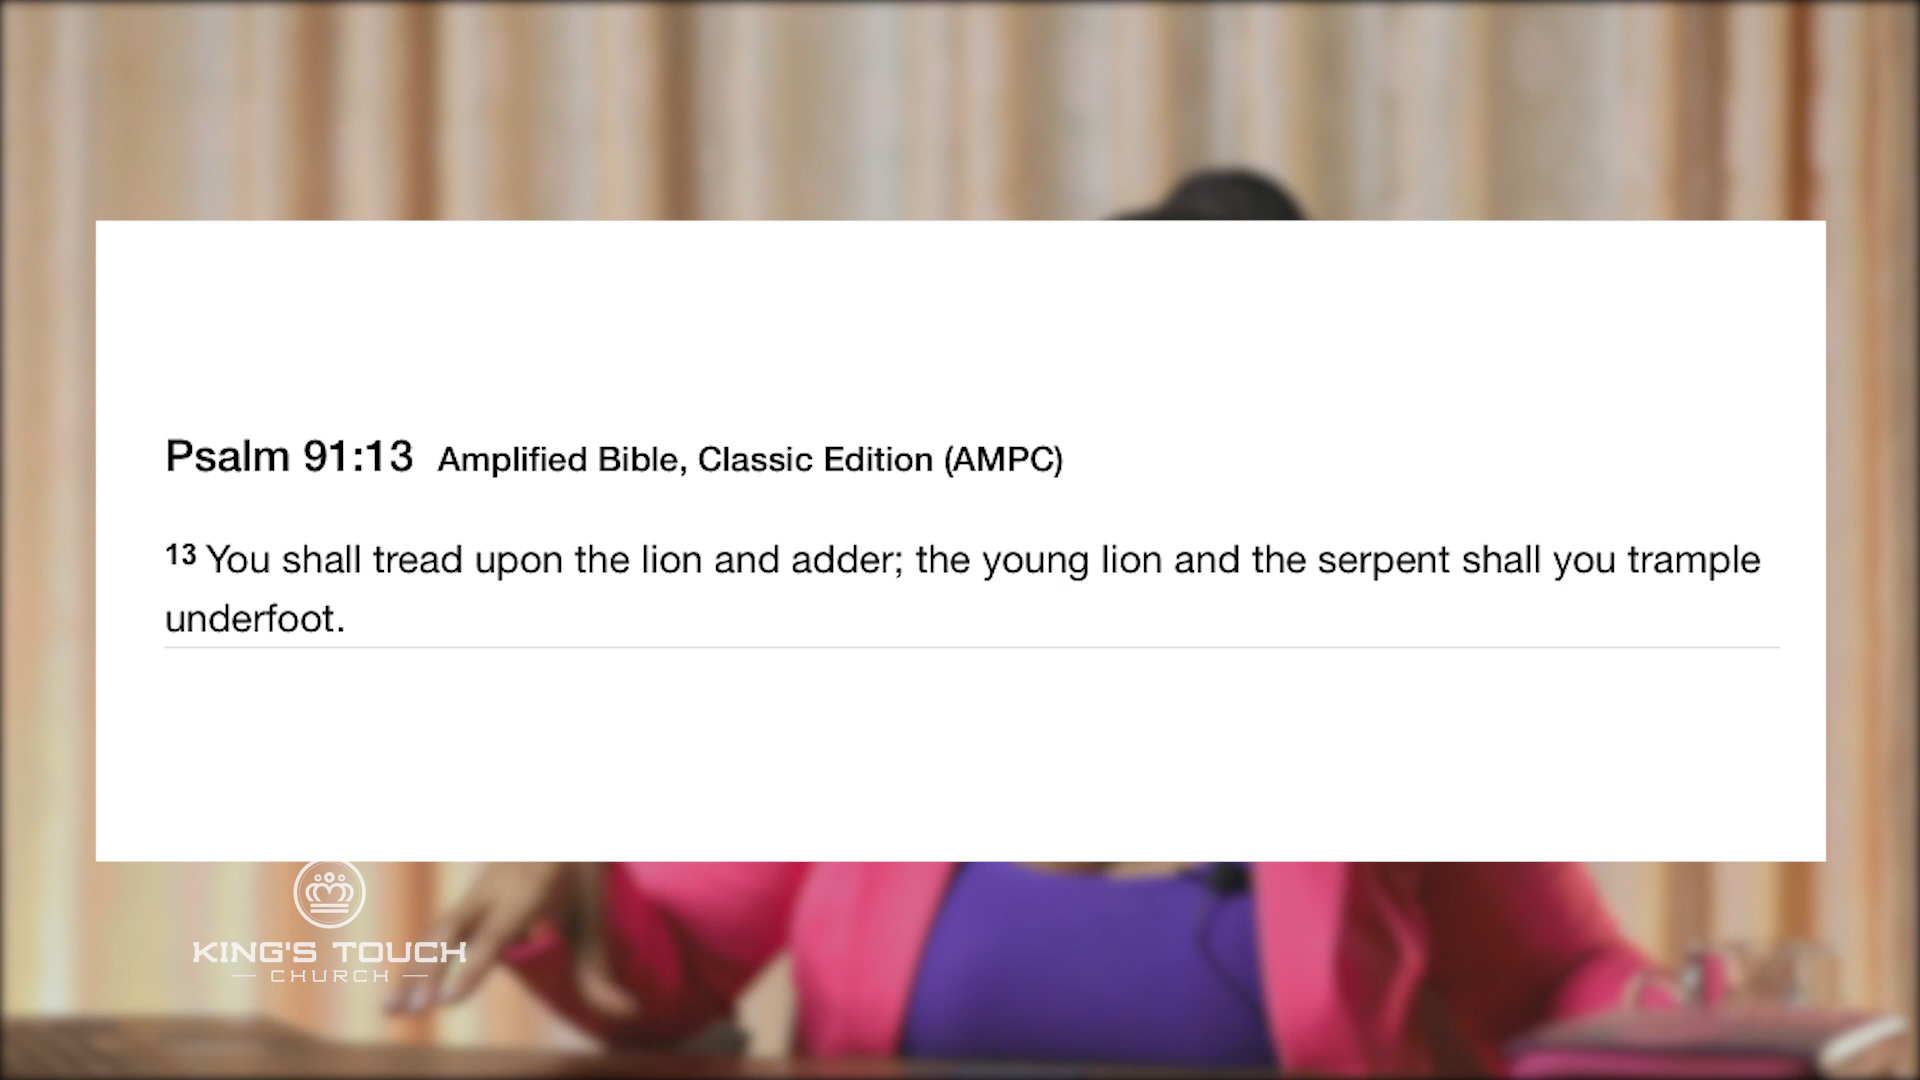 Psalm 91:13 Amplified Bible, Classic Edition (AMPC)
13 You shall tread upon the lion and adder; the young lion and the serpent shall you trample
underfoot.
KING'S TOUCH
CHURCH